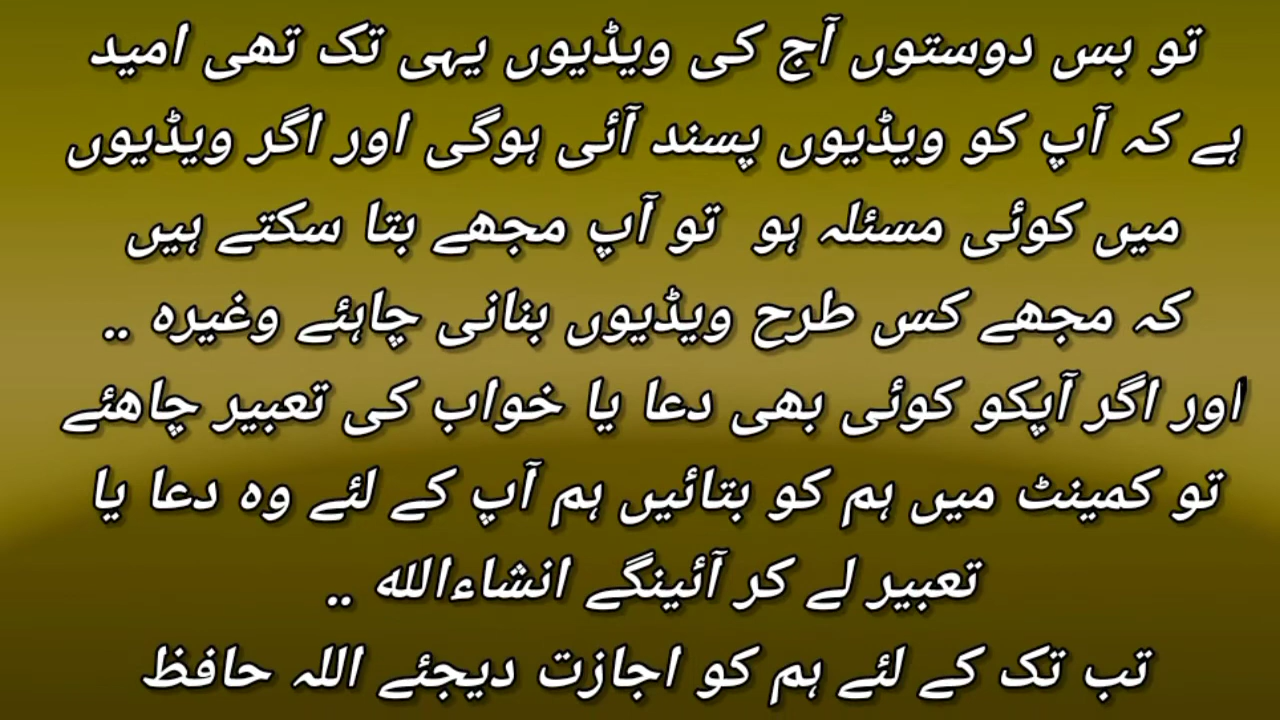 تو بس دوستوں آج کی ویڈیوں یہی تک تھی امید
ہے کہ آپ کو ویڈیوں پسند آئی ہوگی اور اگر ویڈیوں
میں کوئی مسئلہ ہو تو آپ مجھے بتا سکتے ہیں
کہ مجھے کس طرح ویڈیوں بنانی چاہئے وغیرہ ..
اور اگر آپکو کوئی بھی دعا یا خواب کی تعبیر چاھئے
تو کمینٹ میں ہم کو بتائیں ہم آپ کے لئے وہ دعا یا
تعبیر لے کر آئینگے انشاءاللہ ..
تب تک کے لئے ہم کو اجازت دیجئے اللہ حافظ